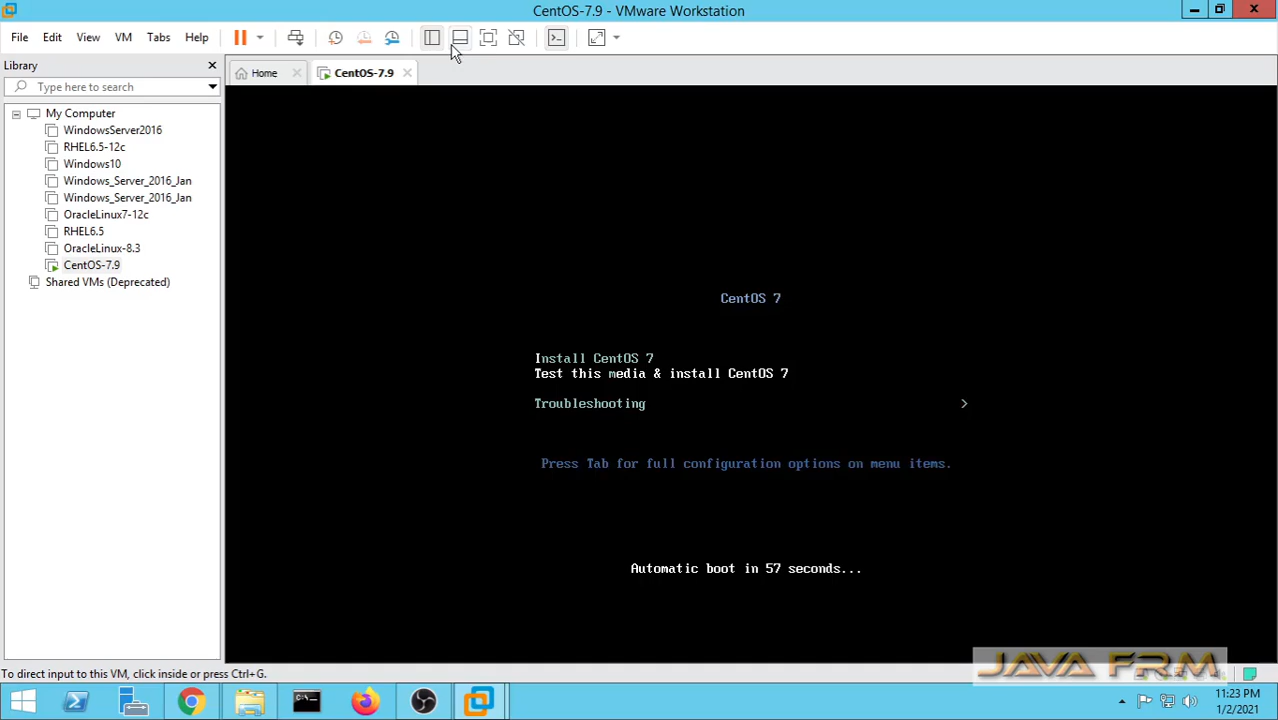 CentOS-7.9 - VMware Workstation
File Edit View VM Tabs Help
Library
Home
CentOS-7.9
Type here to search
My Computer
WindowsServer2016
RHEL6.5-12c
Windows10
Windows_Server_2016_Jan
Windows_Server_2016_Jan
OracleLinux7-12c
RHEL6.5
OracleLinux-8.3
CentOS-7.9
Shared VMs (Deprecated)
CentOS 7
Install CentOS 7
Test this media & install CentOS 7
Troubleshooting >
Press Tab for full configuration options on menu items.
Automatic boot in 57 seconds...
To direct input to this VM, click inside or press Ctrl+G.
JAVA FRM
11:23 PM
1/2/2021